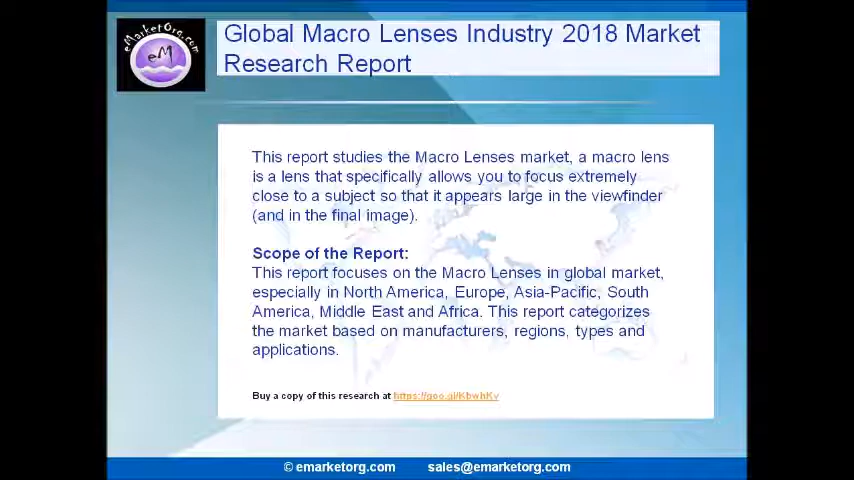 eMarketOrg.com
eM
Global Macro Lenses Industry 2018 Market
Research Report
This report studies the Macro Lenses market, a macro lens
is a lens that specifically allows you to focus extremely
close to a subject so that it appears large in the viewfinder
(and in the final image).
Scope of the Report:
This report focuses on the Macro Lenses in global market,
especially in North America, Europe, Asia-Pacific, South
America, Middle East and Africa. This report categorizes
the market based on manufacturers, regions, types and
applications.
Buy a copy of this research at https://goo.gl/KbwhKv
© emarketorg.com sales@emarketorg.com